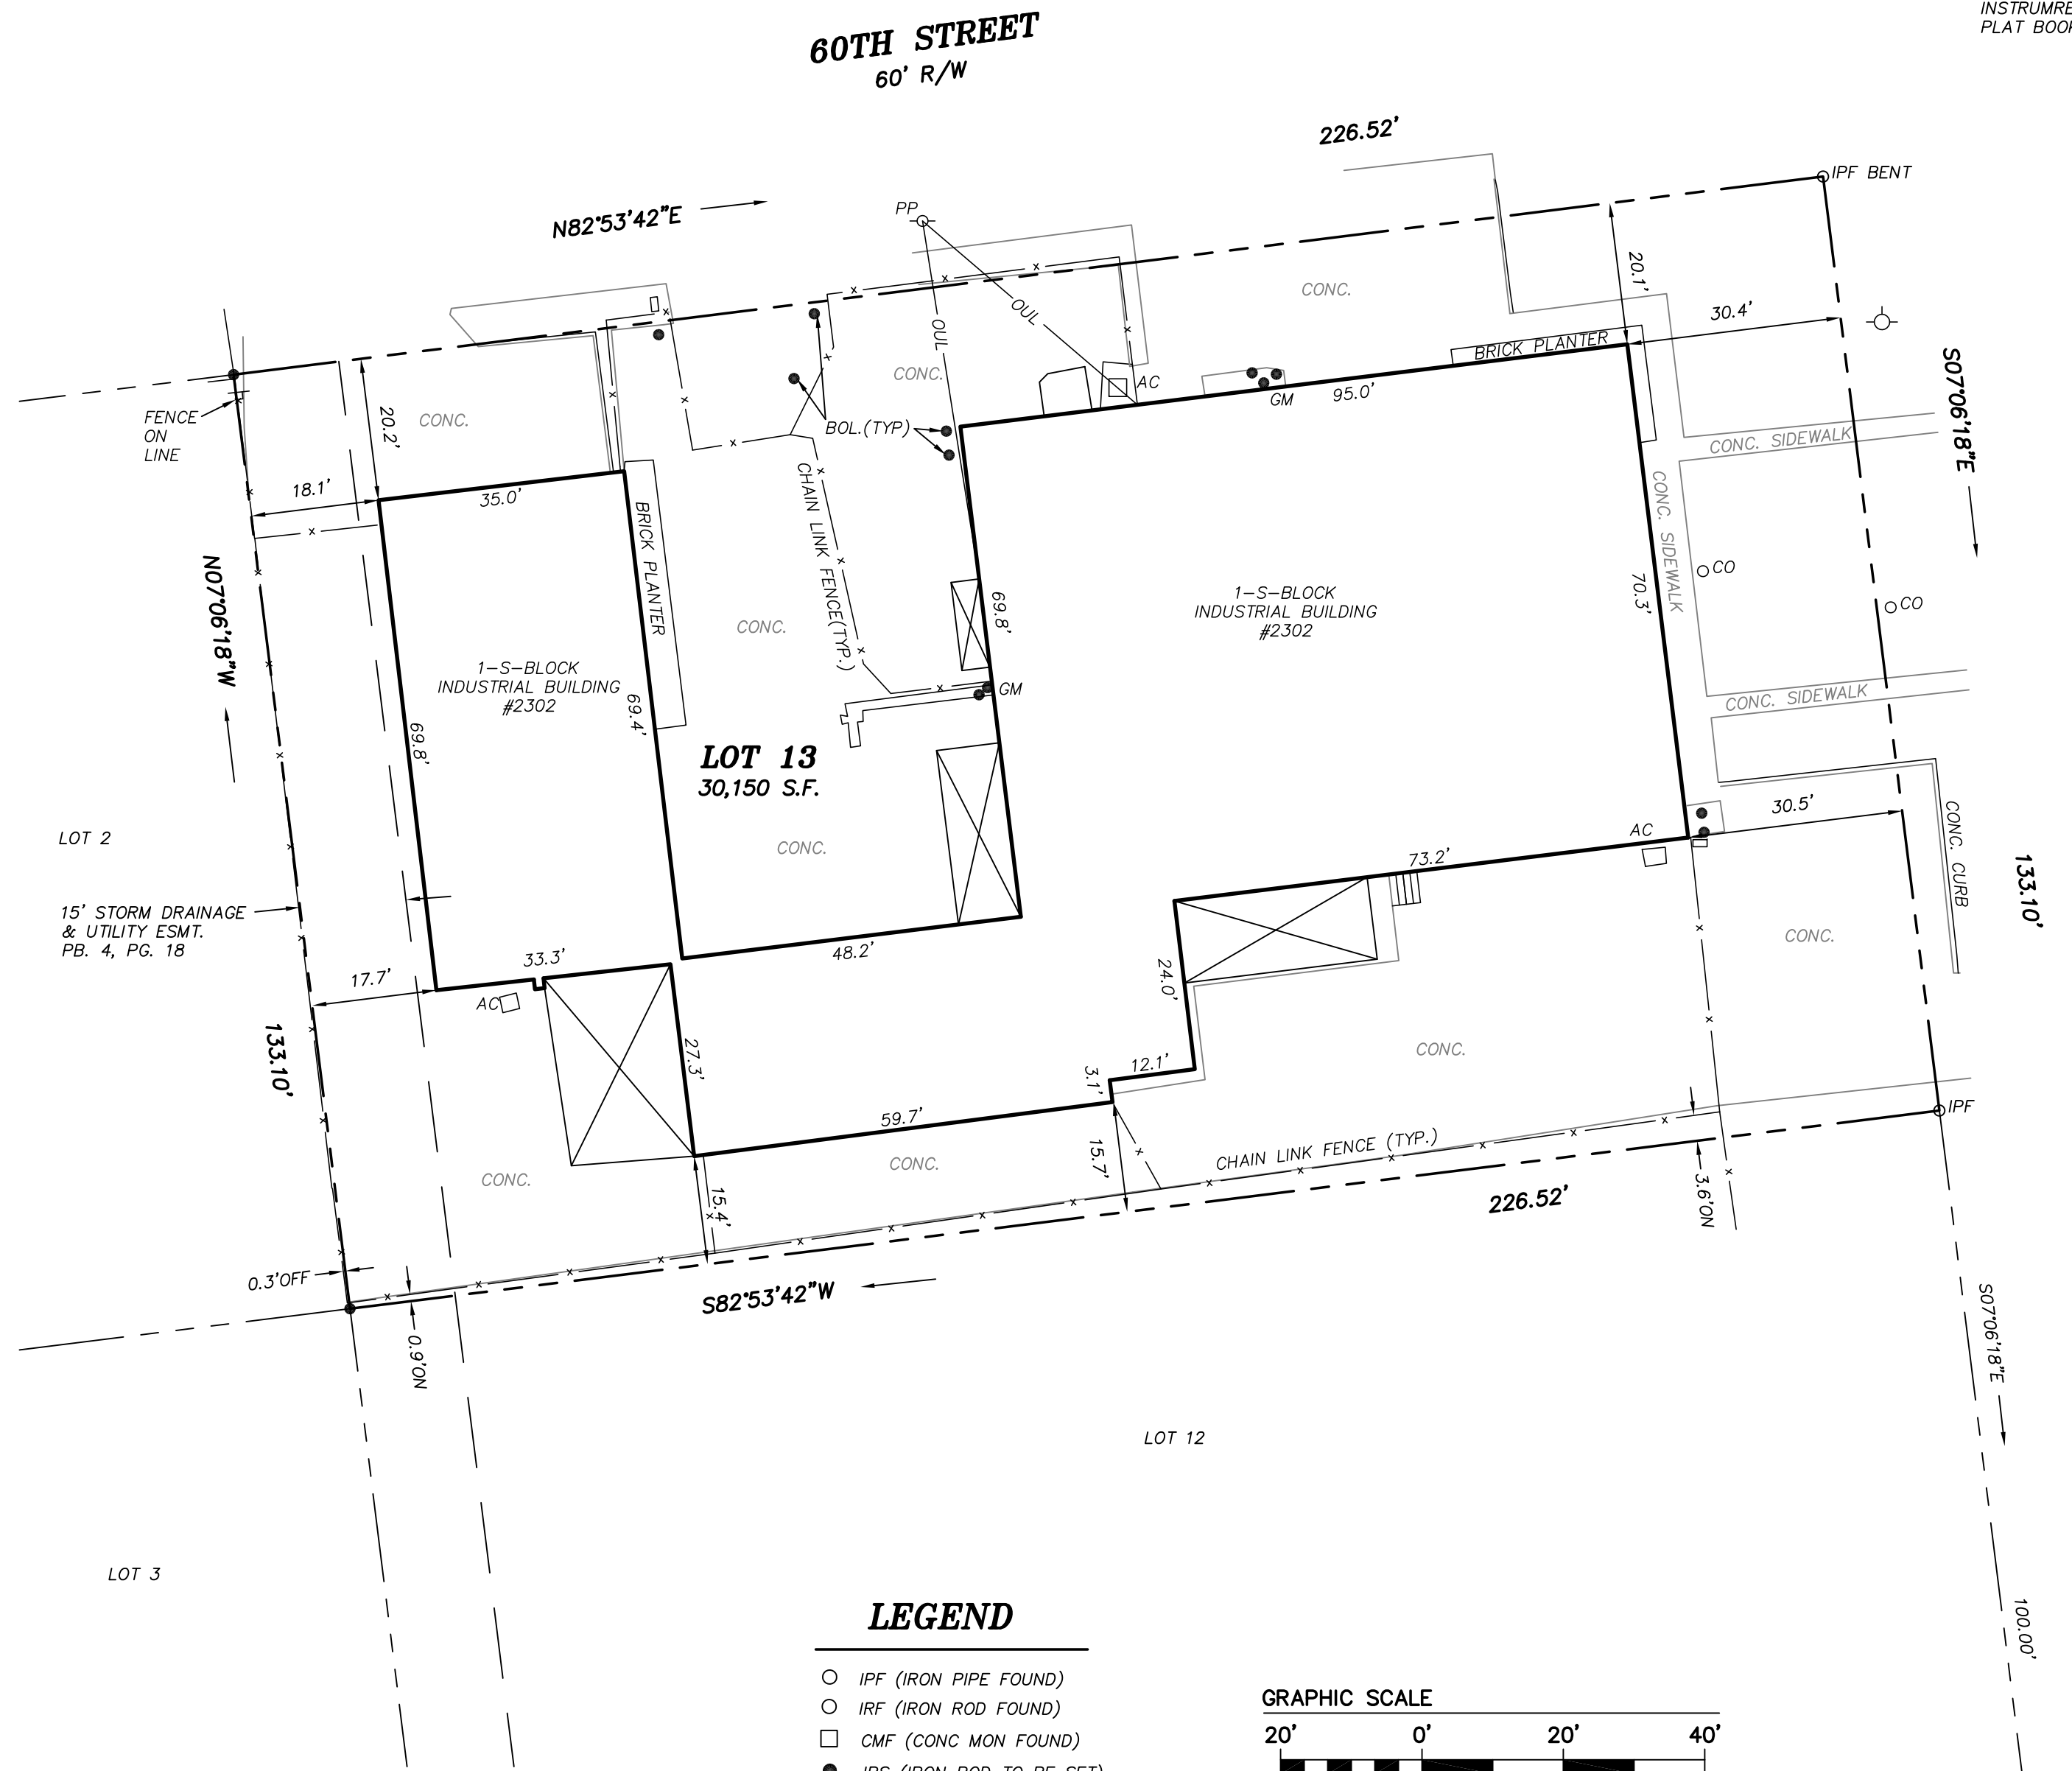 INSTRUMRE
PLAT BOOK
60TH STREET
60' R/W
226.52'
IPF BENT
N82°53'42"E
PP
OUL
OUL
CONC.
20.1'
30.4'
S07°06'18"E
FENCE
ON
LINE
20.2'
CONC.
CONC.
BRICK PLANTER
AC
GM
95.0'
BOL.(TYP)
CONC. SIDEWALK
18.1'
35.0'
BRICK PLANTER
CHAIN LINK FENCE(TYP.)
CONC. SIDEWALK
N07°06'18"W
CONC.
69.8'
1-S-BLOCK
INDUSTRIAL BUILDING
#2302
70.3'
CO
CO
1-S-BLOCK
INDUSTRIAL BUILDING
#2302
69.4'
GM
CONC. SIDEWALK
69.8'
LOT 13
30,150 S.F.
CONC.
LOT 2
AC
30.5'
CONC. CURB
133.10'
73.2'
15' STORM DRAINAGE
& UTILITY ESMT.
PB. 4, PG. 18
33.3'
48.2'
24.0'
CONC.
17.7'
AC
133.10'
27.3'
3.1'
12.1'
CONC.
59.7'
IPF
CONC.
CONC.
15.7'
CHAIN LINK FENCE (TYP.)
15.4'
226.52'
3.6'ON
0.3'OFF
S82°53'42"W
0.9'ON
S07°06'18"E
LOT 12
LOT 3
100.00'
LEGEND
IPF (IRON PIPE FOUND)
IRF (IRON ROD FOUND)
CMF (CONC MON FOUND)
IRS (IRON ROD TO BE SET)
GRAPHIC SCALE
20' 0' 20' 40'